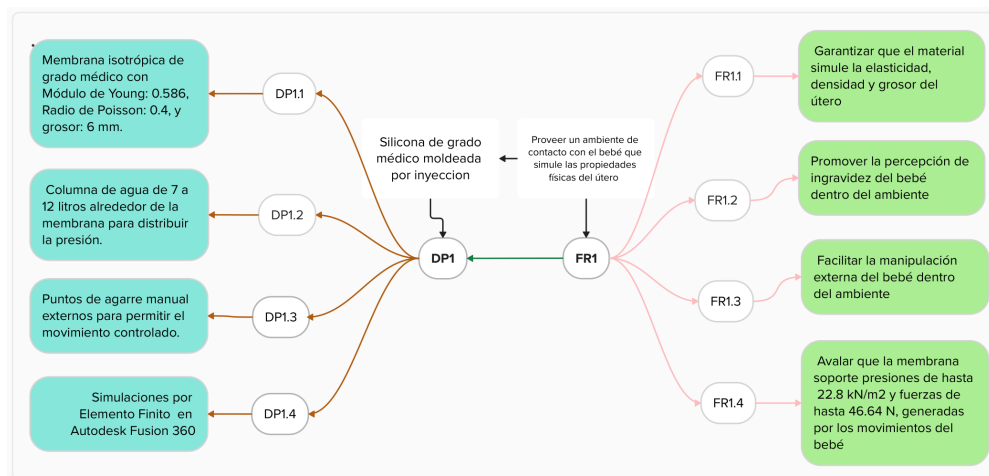 Membrana isotrópica de
grado médico con
Módulo de Young: 0.586,
Radio de Poisson: 0.4, y
grosor: 6 mm.
DP1.1
Columna de agua de 7 a
12 litros alrededor de la
membrana para distribuir
la presión.
DP1.2
Puntos de agarre manual
externos para permitir el
movimiento controlado.
DP1.3
Simulaciones por
Elemento Finito en
Autodesk Fusion 360
DP1.4
Silicona de grado
médico moldeada
por inyeccion
DP1
Proveer un ambiente de
contacto con el bebé que
simule las propiedades
físicas del útero
FR1
FR1.1
Garantizar que el material
simule la elasticidad,
densidad y grosor del
útero
FR1.2
Promover la percepción de
ingravidez del bebé
dentro del ambiente
FR1.3
Facilitar la manipulación
externa del bebé dentro
del ambiente
FR1.4
Avalar que la membrana
soporte presiones de hasta
22.8 kN/m2 y fuerzas de
hasta 46.64 N, generadas
por los movimientos del
bebé